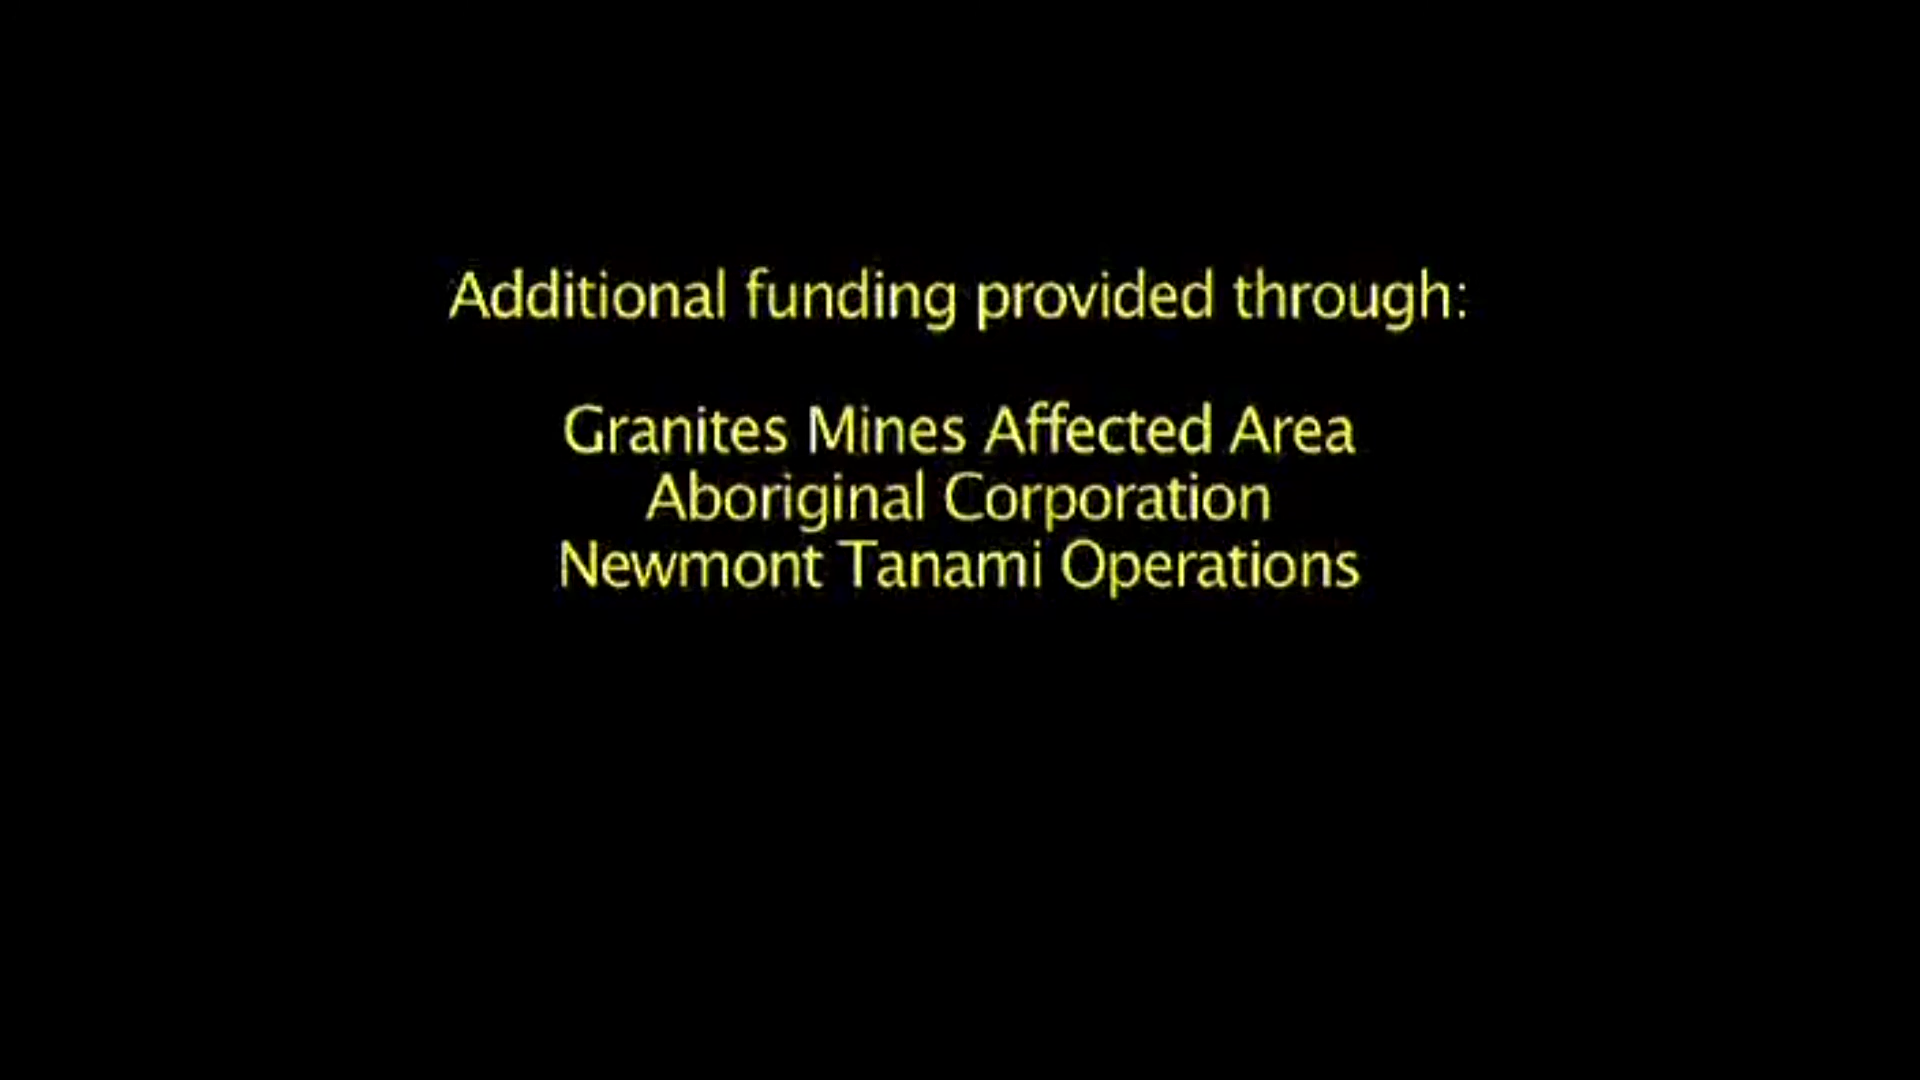 Additional funding provided through:
Granites Mines Affected Area
Aboriginal Corporation
Newmont Tanami Operations